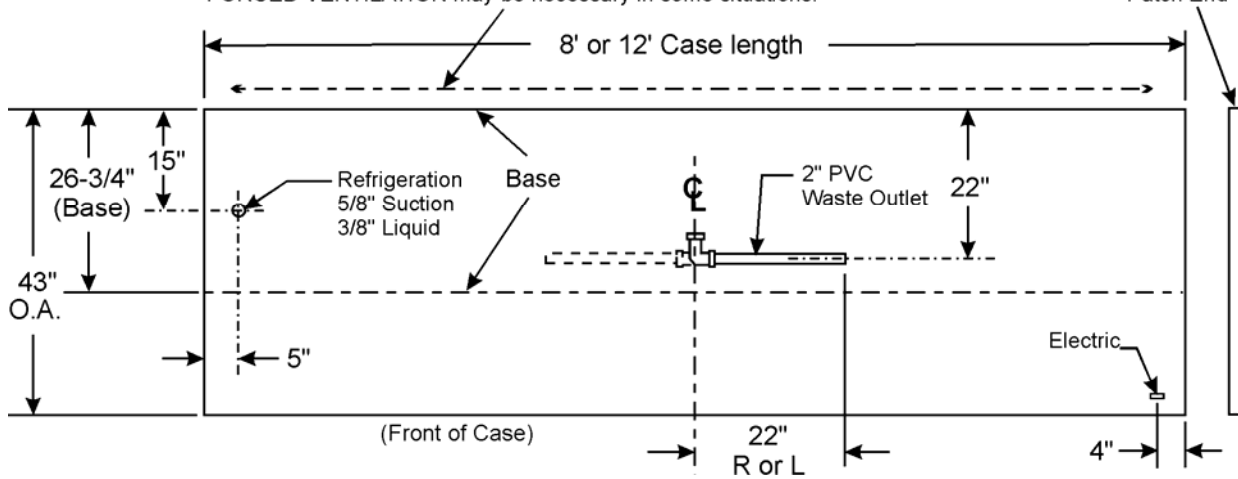 FORCED VENTILATION may be necessary in some situations.
Patch End
8' or 12' Case length
15"
26-3/4"
(Base)
Refrigeration
5/8" Suction
3/8" Liquid
Base
CL
2" PVC
Waste Outlet
22"
43"
O.A.
5"
Electric
(Front of Case)
22"
R or L
4"